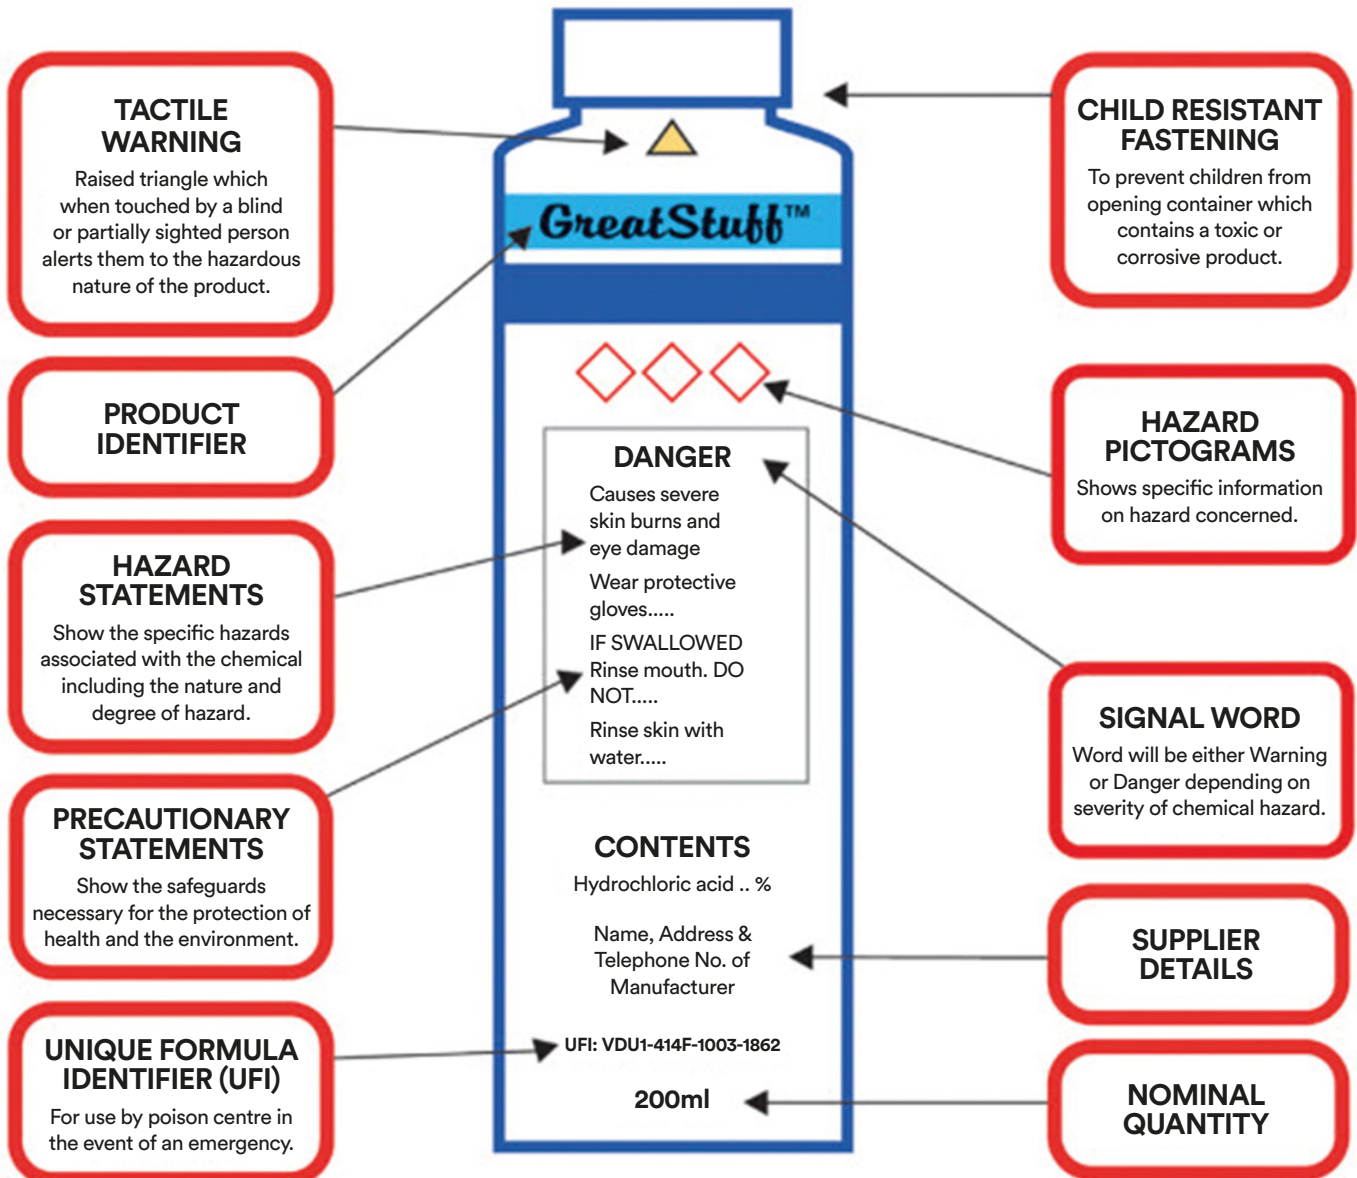 TACTILE
WARNING
Raised triangle which
when touched by a blind
or partially sighted person
alerts them to the hazardous
nature of the product.
PRODUCT
IDENTIFIER
HAZARD
STATEMENTS
Show the specific hazards
associated with the chemical
including the nature and
degree of hazard.
PRECAUTIONARY
STATEMENTS
Show the safeguards
necessary for the protection of
health and the environment.
UNIQUE FORMULA
IDENTIFIER (UFI)
For use by poison centre in
the event of an emergency.
GreatStuff™
DANGER
Causes severe
skin burns and
eye damage
Wear protective
gloves.....
IF SWALLOWED
Rinse mouth. DO
NOT.....
Rinse skin with
water.....
CONTENTS
Hydrochloric acid .. %
Name, Address &
Telephone No. of
Manufacturer
UFI: VDU1-414F-1003-1862
200ml
CHILD RESISTANT
FASTENING
To prevent children from
opening container which
contains a toxic or
corrosive product.
HAZARD
PICTOGRAMS
Shows specific information
on hazard concerned.
SIGNAL WORD
Word will be either Warning
or Danger depending on
severity of chemical hazard.
SUPPLIER
DETAILS
NOMINAL
QUANTITY